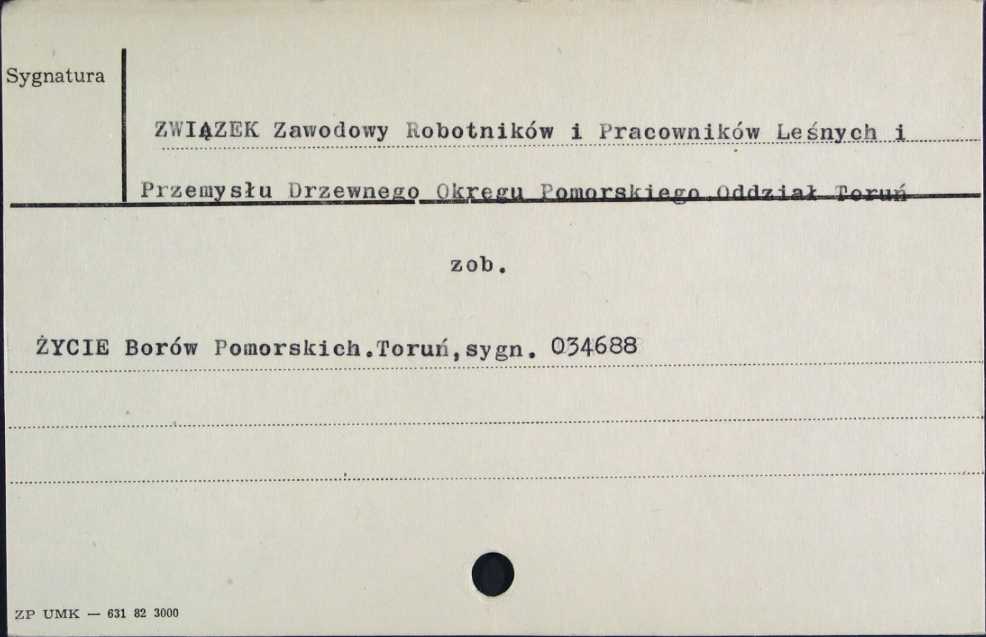 Sygnatura
ZWIĄZEK Zawodowy Robotników i Pracowników Leśnych i
Przemysłu Drzewnego Okręgu Pomorskiego Oddział Toruń
zob.
ŻYCIE Borów Pomorskich.Toruń,sygn. 034688
ZP UMK — 631 82 3000